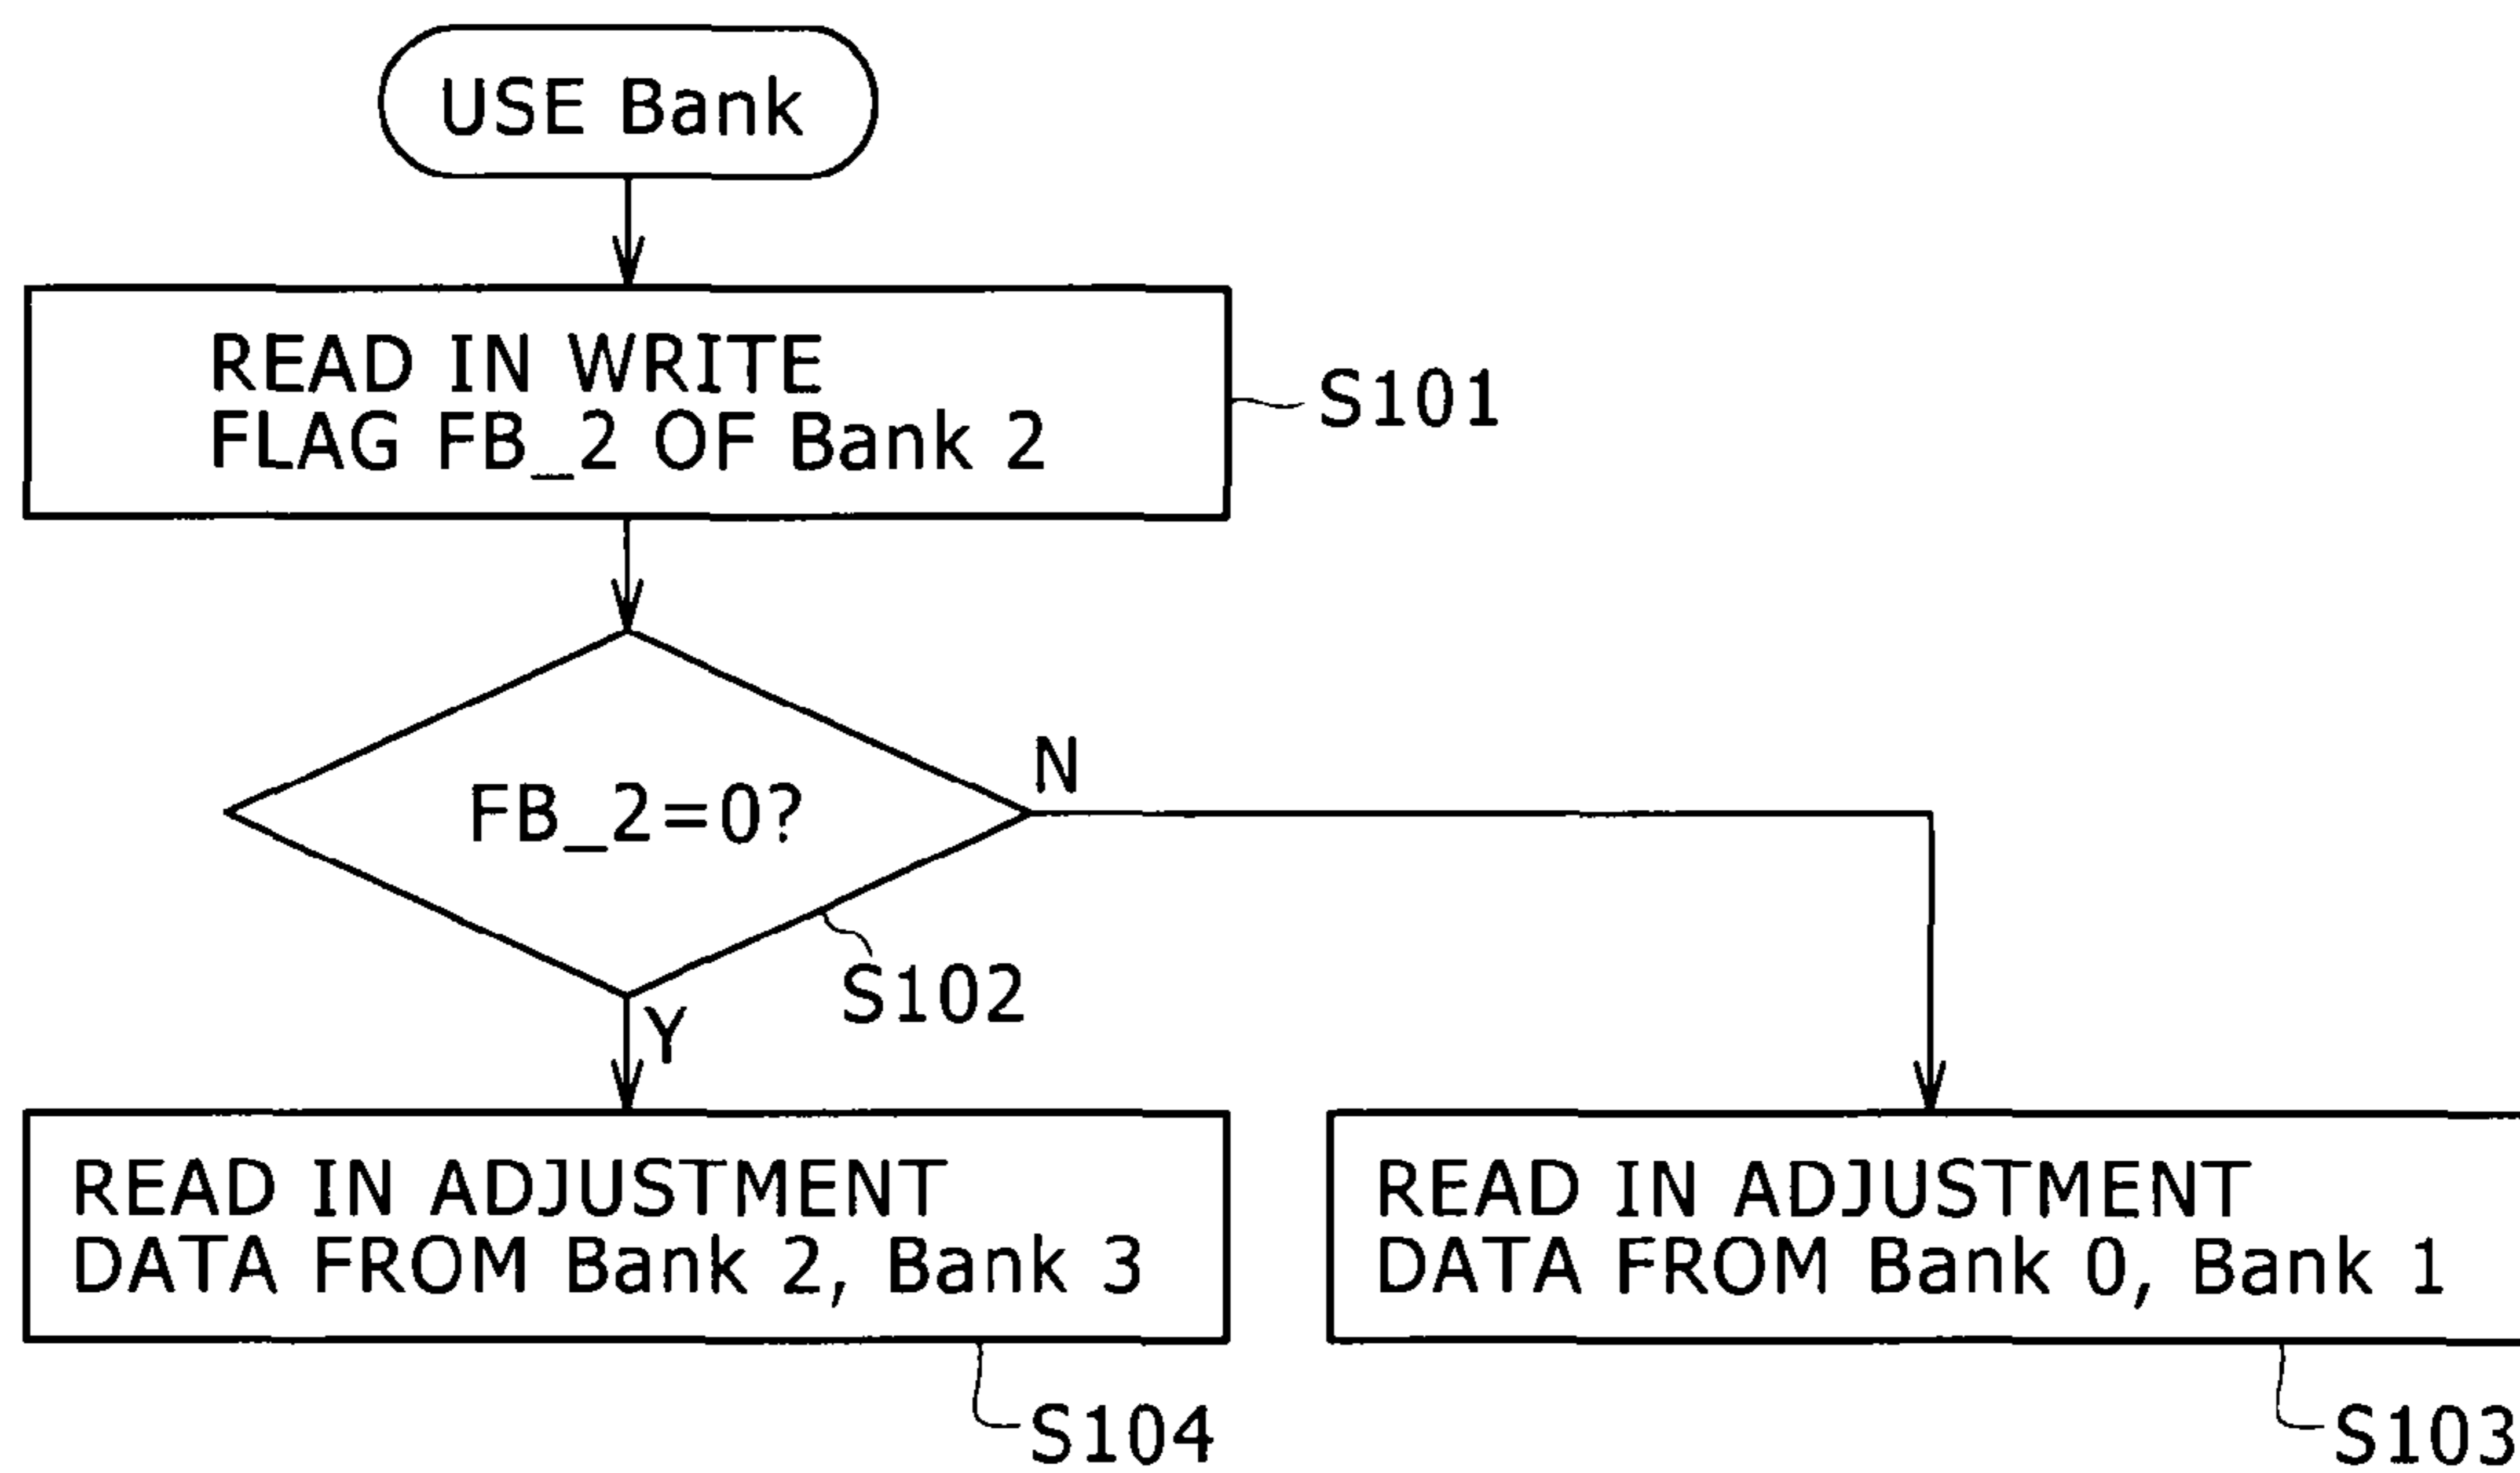 USE Bank
READ IN WRITE
FLAG FB_2 OF Bank 2
S101
FB_2=0?
N
S102
Y
READ IN ADJUSTMENT
DATA FROM Bank 2, Bank 3
S104
READ IN ADJUSTMENT
DATA FROM Bank 0, Bank 1
S103